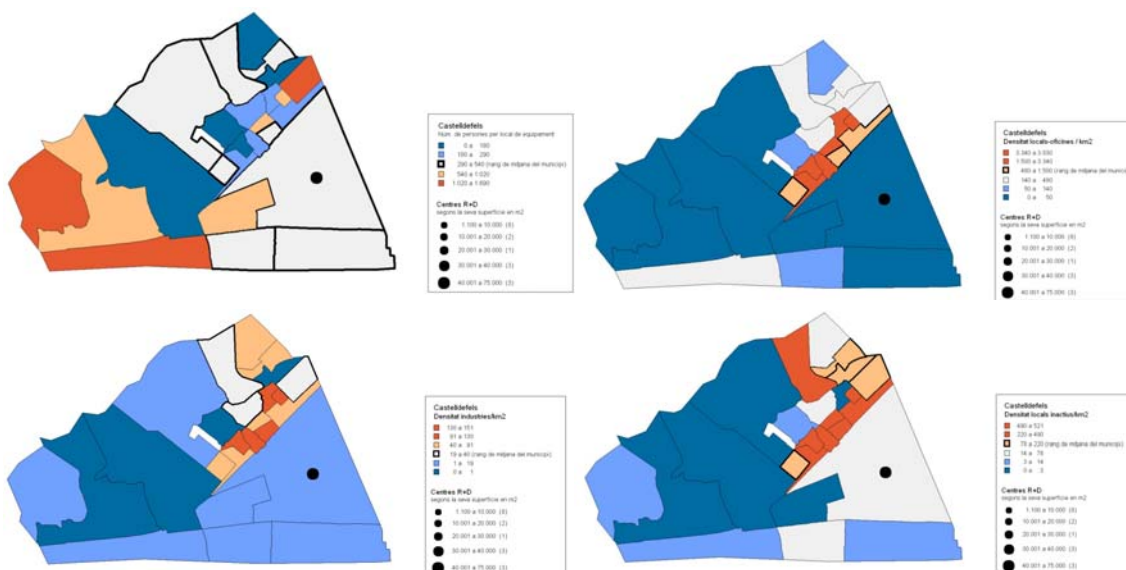 Castelldefels
Núm. de persones per local de equipament
0 a 180
180 a 280
280 a 540 (rang de mitjana del municipi)
540 a 1.020
1.020 a 1.690
Centres R+D
segons la seva superfície en m2
1.100 a 10.000 (8)
10.001 a 20.000 (2)
20.001 a 30.000 (1)
30.001 a 40.000 (3)
40.001 a 75.000 (3)
Castelldefels
Densitat locals-oficines / km2
1.500 a 3.340
(rang de mitjana del municipi)
140 a 490
50 a 140
0 a 50
Centres R+D
segons la seva superfície en m2
1.100 a 10.000 (8)
10.001 a 20.000 (2)
20.001 a 30.000 (1)
30.001 a 40.000 (3)
40.001 a 75.000 (3)
Castelldefels
Densitat industries/km2
100 a 151
91 a 100
40 a 91
19 a 40 (rang de mitjana del municipi)
1 a 19
0 a 1
Centres R+D
segons la seva superfície en m2
1.100 a 10.000 (8)
10.001 a 20.000 (2)
20.001 a 30.000 (1)
30.001 a 40.000 (3)
40.001 a 75.000 (3)
Castelldefels
Densitat locals inactius/km2
480 a 521
220 a 480
78 a 220 (rang de mitjana del municipi)
14 a 78
3 a 14
0 a 3
Centres R+D
segons la seva superfície en m2
1.100 a 10.000 (8)
10.001 a 20.000 (2)
20.001 a 30.000 (1)
30.001 a 40.000 (3)
40.001 a 75.000 (3)